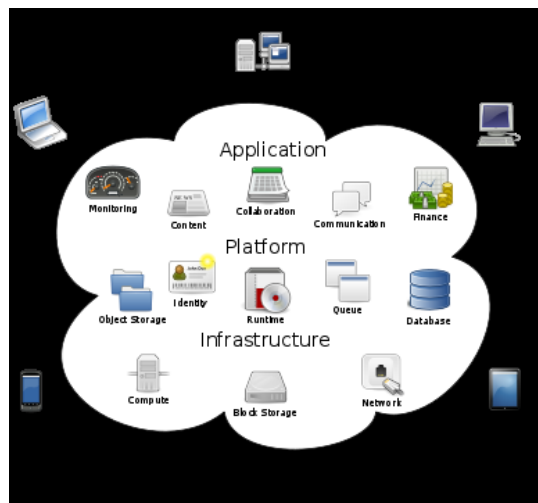 Application
Monitoring
Content
Collaboration
Communication
Finance
Platform
Object Storage
Identity
Runtime
Queue
Database
Infrastructure
Compute
Block Storage
Network